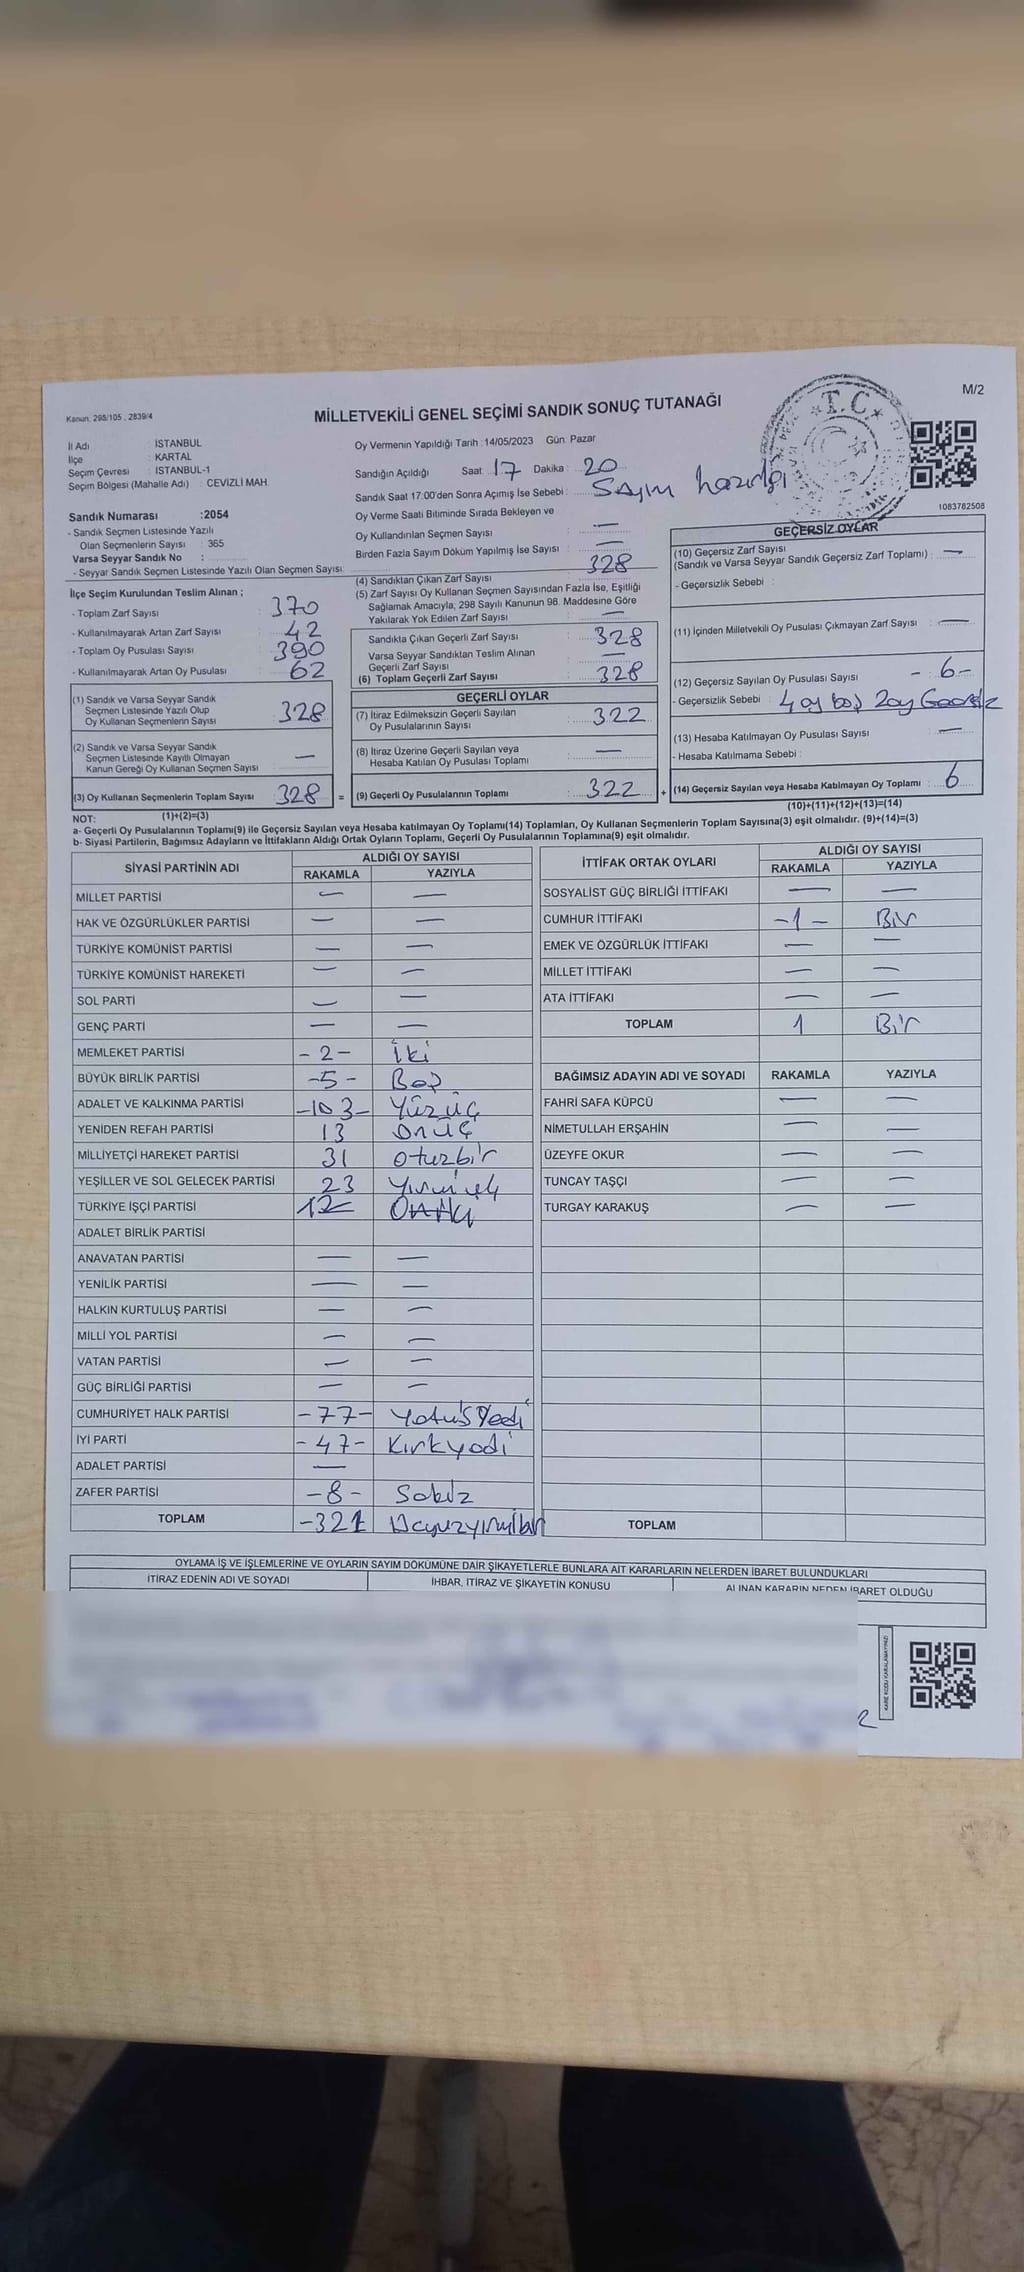 M/2
Kanun. 298/105 , 2839/4
MİLLETVEKİLİ GENEL SEÇİMİ SANDIK SONUÇ TUTANAĞI
T.C.
İl Adı : İSTANBUL
İlçe : KARTAL
Seçim Çevresi : İSTANBUL-1
Seçim Bölgesi (Mahalle Adı) : CEVİZLİ MAH.
Oy Vermenin Yapıldığı Tarih :14/05/2023 Gün: Pazar
Sandığın Açıldığı Saat: 17 Dakika: 20
Sandık Saat 17:00'den Sonra Açımış İse Sebebi : Sayım hazırlığı
1083782508
Sandık Numarası :2054
- Sandık Seçmen Listesinde Yazılı
Olan Seçmenlerin Sayısı : 365
Varsa Seyyar Sandık No :
- Seyyar Sandık Seçmen Listesinde Yazılı Olan Seçmen Sayısı:
Oy Verme Saati Bitiminde Sırada Bekleyen ve
Oy Kullandırılan Seçmen Sayısı : —
Birden Fazla Sayım Döküm Yapılmış İse Sayısı : —
(4) Sandıktan Çıkan Zarf Sayısı : 328
(5) Zarf Sayısı Oy Kullanan Seçmen Sayısından Fazla İse, Eşitliği
Sağlamak Amacıyla; 298 Sayılı Kanunun 98. Maddesine Göre
Yakılarak Yok Edilen Zarf Sayısı : —
İlçe Seçim Kurulundan Teslim Alınan ;
- Toplam Zarf Sayısı : 370
- Kullanılmayarak Artan Zarf Sayısı : 42
- Toplam Oy Pusulası Sayısı : 390
- Kullanılmayarak Artan Oy Pusulası : 62
Sandıkta Çıkan Geçerli Zarf Sayısı : 328
Varsa Seyyar Sandıktan Teslim Alınan
Geçerli Zarf Sayısı : —
(6) Toplam Geçerli Zarf Sayısı : 328
(1) Sandık ve Varsa Seyyar Sandık
Seçmen Listesinde Yazılı Olup
Oy Kullanan Seçmenlerin Sayısı : 328
(2) Sandık ve Varsa Seyyar Sandık
Seçmen Listesinde Kayıtlı Olmayan
Kanun Gereği Oy Kullanan Seçmen Sayısı : —
(3) Oy Kullanan Seçmenlerin Toplam Sayısı 328 =
(1)+(2)=(3)
GEÇERLİ OYLAR
(7) İtiraz Edilmeksizin Geçerli Sayılan
Oy Pusulalarının Sayısı : 322
(8) İtiraz Üzerine Geçerli Sayılan veya
Hesaba Katılan Oy Pusulası Toplamı : —
(9) Geçerli Oy Pusulalarının Toplamı : 322 +
GEÇERSİZ OYLAR
(10) Geçersiz Zarf Sayısı
(Sandık ve Varsa Seyyar Sandık Geçersiz Zarf Toplamı) : —
- Geçersizlik Sebebi :
(11) İçinden Milletvekili Oy Pusulası Çıkmayan Zarf Sayısı : —
(12) Geçersiz Sayılan Oy Pusulası Sayısı : -6-
- Geçersizlik Sebebi : 4 oy boş 2 oy
(13) Hesaba Katılmayan Oy Pusulası Sayısı : —
- Hesaba Katılmama Sebebi :
(14) Geçersiz Sayılan veya Hesaba Katılmayan Oy Toplamı : 6
(10)+(11)+(12)+(13)=(14)
NOT:
a- Geçerli Oy Pusulalarının Toplamı(9) ile Geçersiz Sayılan veya Hesaba katılmayan Oy Toplamı(14) Toplamları, Oy Kullanan Seçmenlerin Toplam Sayısına(3) eşit olmalıdır. (9)+(14)=(3)
b- Siyasi Partilerin, Bağımsız Adayların ve İttifakların Aldığı Ortak Oyların Toplamı, Geçerli Oy Pusulalarının Toplamına(9) eşit olmalıdır.
SİYASİ PARTİNİN ADI
ALDIĞI OY SAYISI
RAKAMLA YAZIYLA
MİLLET PARTİSİ — —
HAK VE ÖZGÜRLÜKLER PARTİSİ — —
TÜRKİYE KOMÜNİST PARTİSİ — —
TÜRKİYE KOMÜNİST HAREKETİ — —
SOL PARTİ — —
GENÇ PARTİ — —
MEMLEKET PARTİSİ -2- İki
BÜYÜK BİRLİK PARTİSİ -5- Beş
ADALET VE KALKINMA PARTİSİ -103- Yüzüç
YENİDEN REFAH PARTİSİ 13 Onüç
MİLLİYETÇİ HAREKET PARTİSİ 31 Otuzbir
YEŞİLLER VE SOL GELECEK PARTİSİ 23 Yirmiüç
TÜRKİYE İŞÇİ PARTİSİ 12
ADALET BİRLİK PARTİSİ
ANAVATAN PARTİSİ — —
YENİLİK PARTİSİ — —
HALKIN KURTULUŞ PARTİSİ — —
MİLLİ YOL PARTİSİ — —
VATAN PARTİSİ — —
GÜÇ BİRLİĞİ PARTİSİ — —
CUMHURİYET HALK PARTİSİ -77- Yetmişyedi
İYİ PARTİ -47- Kırkyedi
ADALET PARTİSİ —
ZAFER PARTİSİ -8- Sekiz
TOPLAM -321 Üçyüzyirmibir
İTTİFAK ORTAK OYLARI
ALDIĞI OY SAYISI
RAKAMLA YAZIYLA
SOSYALİST GÜÇ BİRLİĞİ İTTİFAKI — —
CUMHUR İTTİFAKI -1- Bir
EMEK VE ÖZGÜRLÜK İTTİFAKI — —
MİLLET İTTİFAKI — —
ATA İTTİFAKI — —
TOPLAM 1 Bir
BAĞIMSIZ ADAYIN ADI VE SOYADI RAKAMLA YAZIYLA
FAHRİ SAFA KÜPCÜ — —
NİMETULLAH ERŞAHİN — —
ÜZEYFE OKUR — —
TUNCAY TAŞÇI — —
TURGAY KARAKUŞ — —
TOPLAM
OYLAMA İŞ VE İŞLEMLERİNE VE OYLARIN SAYIM DÖKÜMÜNE DAİR ŞİKAYETLERLE BUNLARA AİT KARARLARIN NELERDEN İBARET BULUNDUKLARI
İTİRAZ EDENİN ADI VE SOYADI İHBAR, İTİRAZ VE ŞİKAYETİN KONUSU ALINAN KARARIN NEDEN İBARET OLDUĞU
KARE KODU KARALAMAYINIZ!